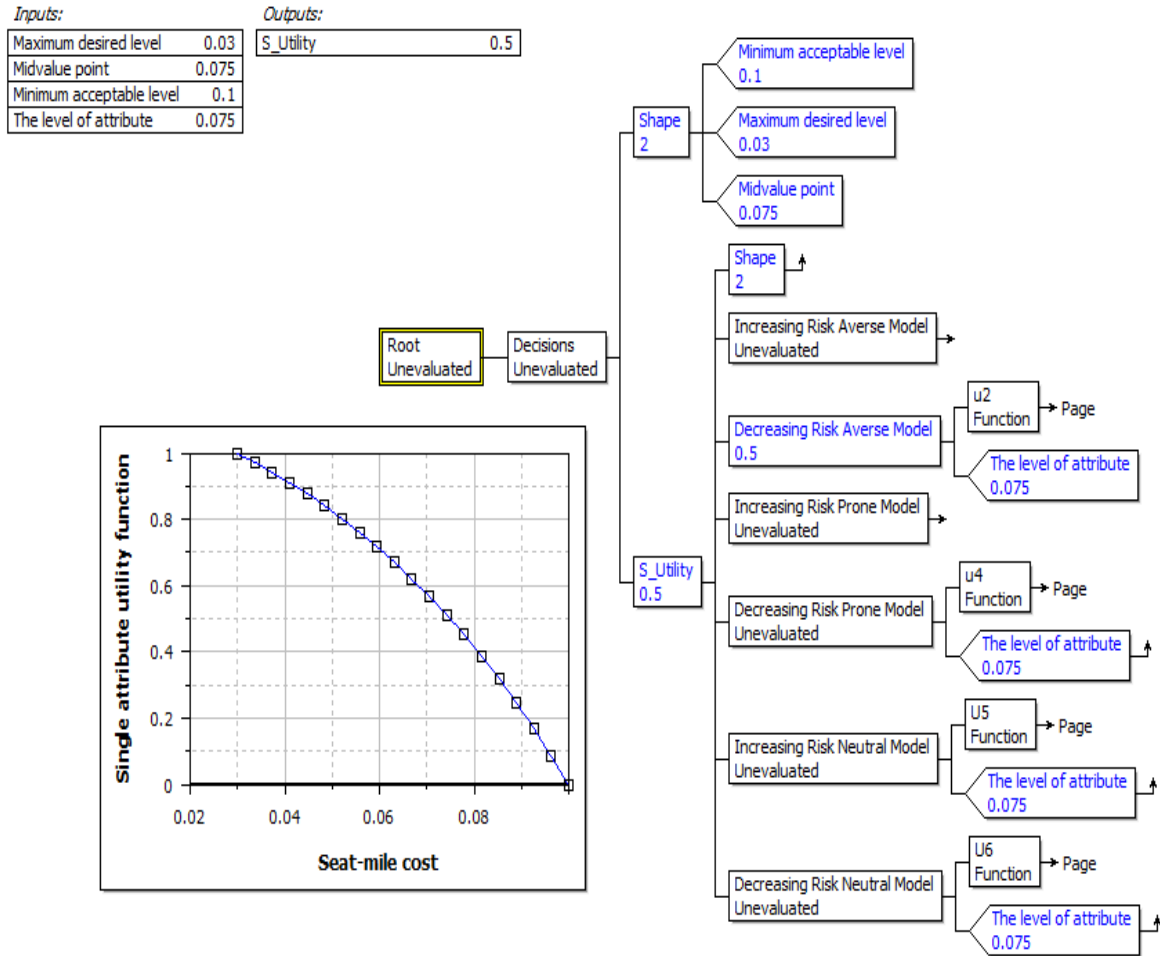 Inputs:
Maximum desired level 0.03
Midvalue point 0.075
Minimum acceptable level 0.1
The level of attribute 0.075
Outputs:
S_Utility 0.5
Minimum acceptable level
0.1
Shape
2
Maximum desired level
0.03
Midvalue point
0.075
Shape
2
Increasing Risk Averse Model
Unevaluated
Root
Unevaluated
Decisions
Unevaluated
u2
Function
Page
Decreasing Risk Averse Model
0.5
The level of attribute
0.075
Increasing Risk Prone Model
Unevaluated
S_Utility
0.5
u4
Function
Page
Decreasing Risk Prone Model
Unevaluated
The level of attribute
0.075
U5
Function
Page
Increasing Risk Neutral Model
Unevaluated
The level of attribute
0.075
U6
Function
Page
Decreasing Risk Neutral Model
Unevaluated
The level of attribute
0.075
Single attribute utility function
1
0.8
0.6
0.4
0.2
0
0.02 0.04 0.06 0.08
Seat-mile cost